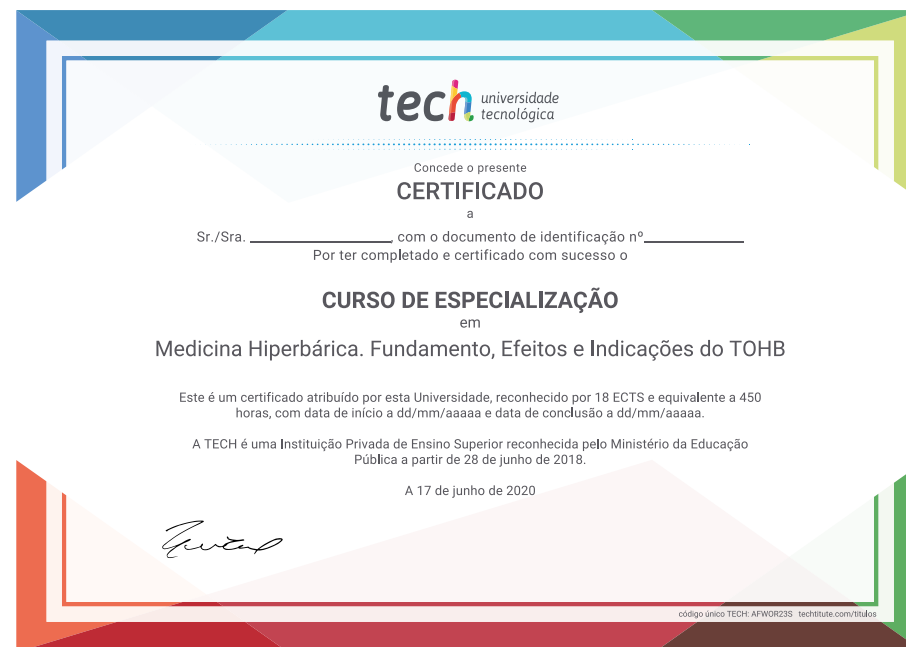 tech universidade
tecnológica
Concede o presente
CERTIFICADO
a
Sr./Sra. ________________, com o documento de identificação nº____________
Por ter completado e certificado com sucesso o
CURSO DE ESPECIALIZAÇÃO
em
Medicina Hiperbárica. Fundamento, Efeitos e Indicações do TOHB
Este é um certificado atribuído por esta Universidade, reconhecido por 18 ECTS e equivalente a 450
horas, com data de início a dd/mm/aaaaa e data de conclusão a dd/mm/aaaaa.
A TECH é uma Instituição Privada de Ensino Superior reconhecida pelo Ministério da Educação
Pública a partir de 28 de junho de 2018.
A 17 de junho de 2020
código único TECH: AFWOR23S techtitute.com/titulos